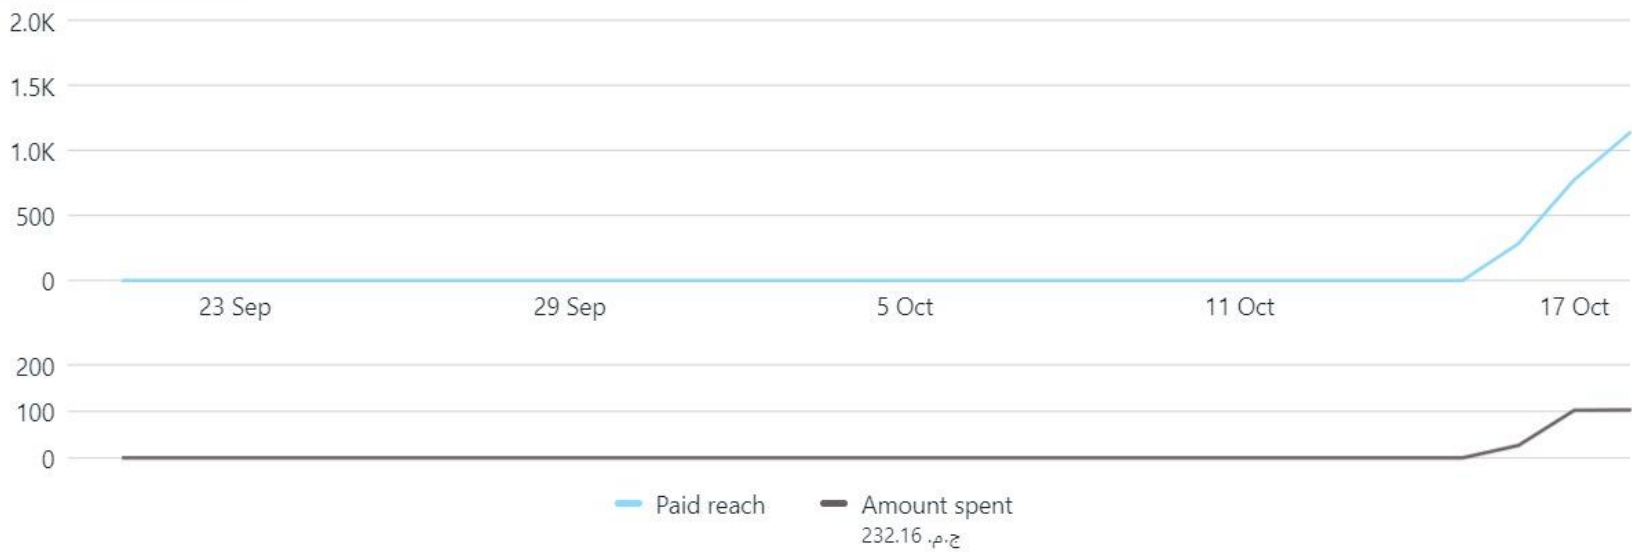 2.0K
1.5K
1.0K
500
0
23 Sep 29 Sep 5 Oct 11 Oct 17 Oct
200
100
0
Paid reach Amount spent
232.16 ج.م.